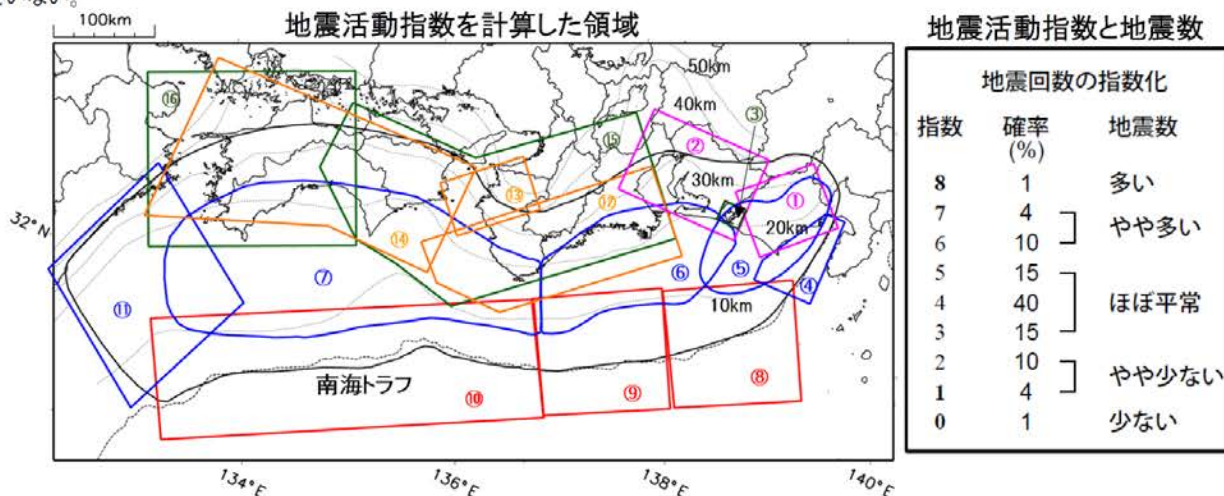 いない。
100km
地震活動指数を計算した領域
地震活動指数と地震数
50km
40km
30km
20km
10km
①
②
③
④
⑤
⑥
⑦
⑧
⑨
⑩
⑪
⑫
⑬
⑭
⑮
⑯
南海トラフ
32°N
134°E
136°E
138°E
140°E
地震回数の指数化
指数 確率 地震数
(%)
8 1 多い
7 4 やや多い
6 10
5 15
4 40 ほぼ平常
3 15
2 10 やや少ない
1 4
0 1 少ない